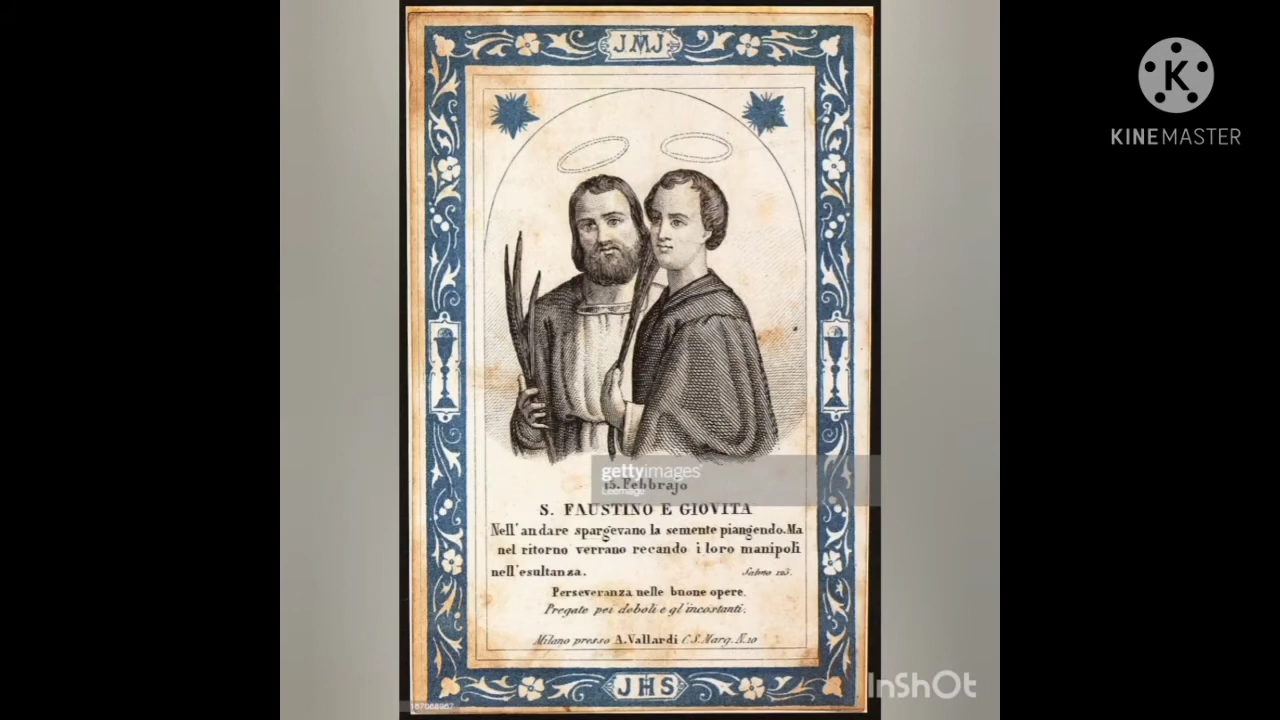 JMJ
K
KINEMASTER
gettyimages
Leemage
15. Febbrajo
S. FAUSTINO E GIOVITA
Nell' andare spargevano la semente piangendo. Ma
nel ritorno verrano recando i loro manipoli
nell' esultanza. Salmo 125.
Perseveranza nelle buone opere.
Pregate pei deboli e gl' incostanti.
Milano presso A. Vallardi C. S. Marg. N. 10
JHS
InShOt
167068967